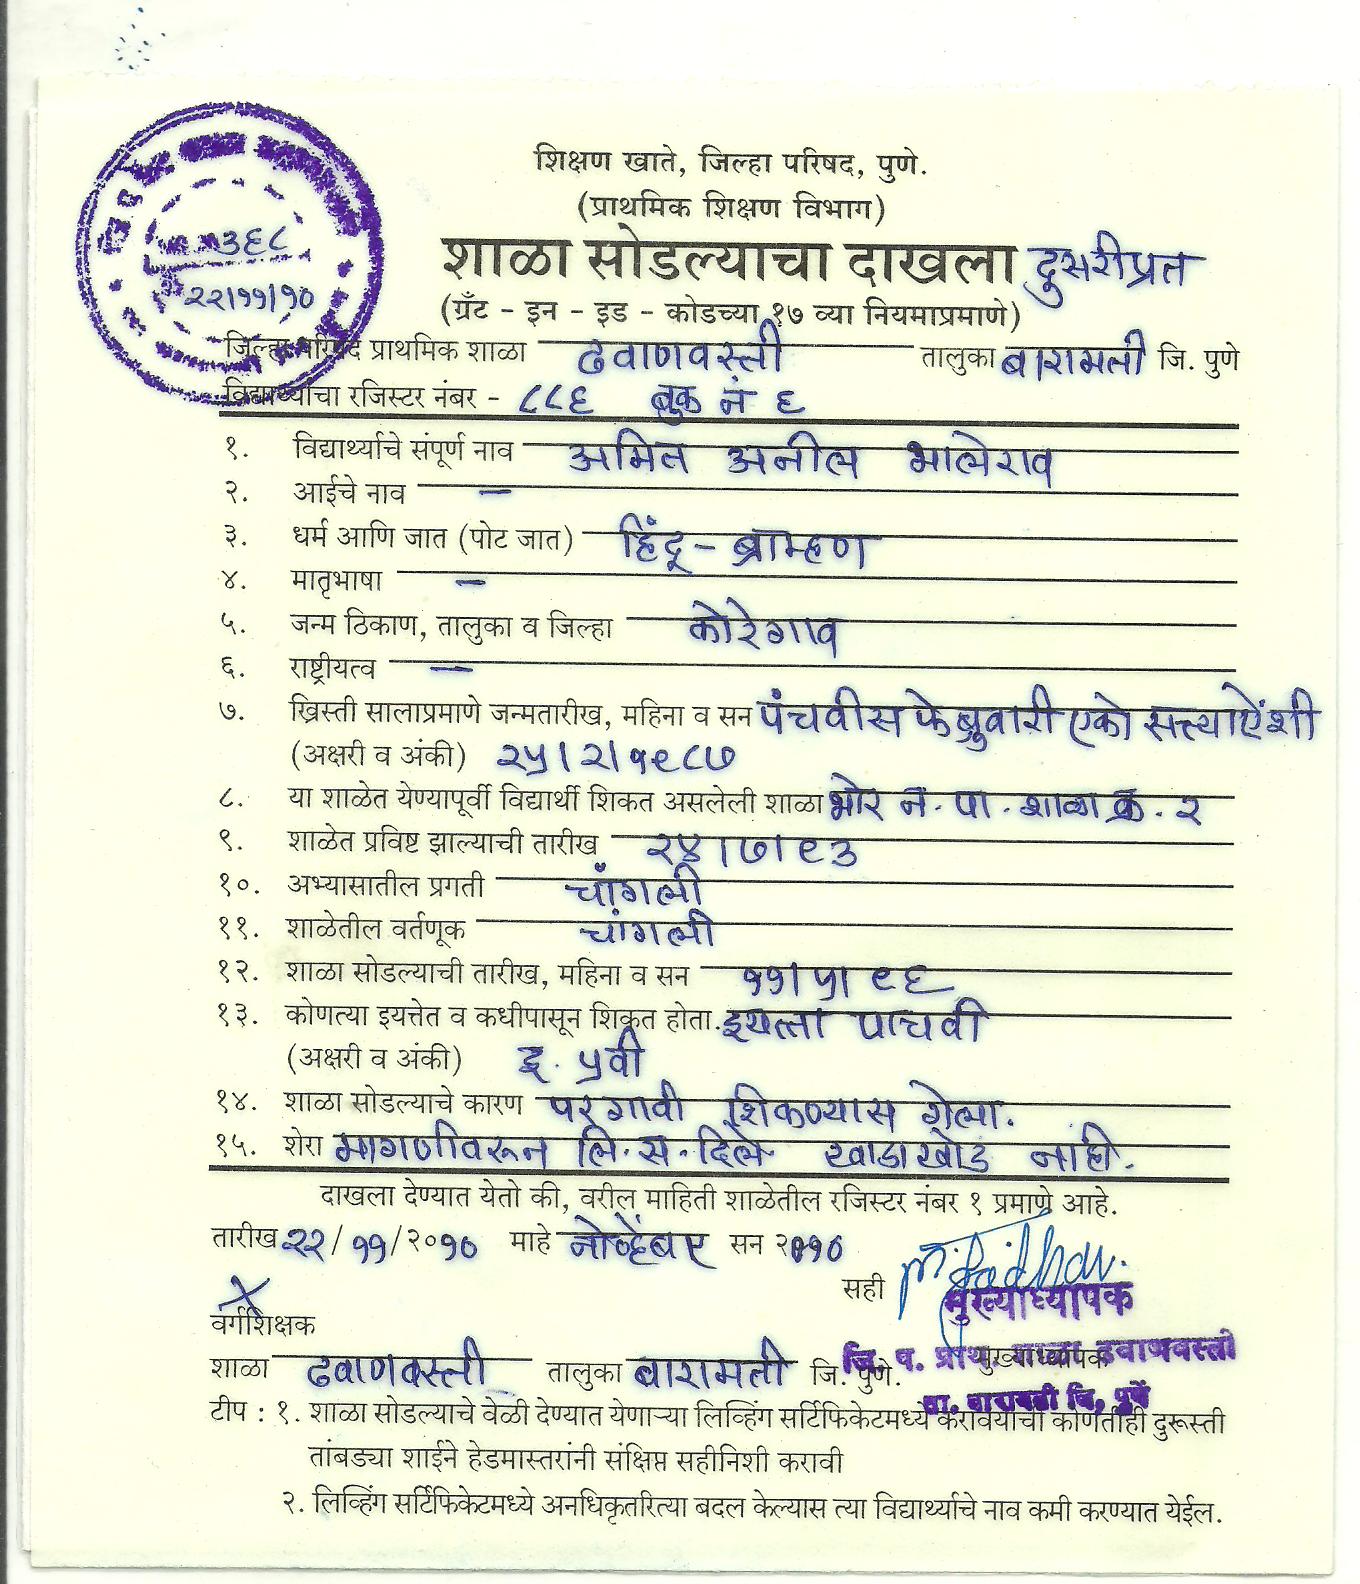 शिक्षण खाते, जिल्हा परिषद, पुणे.
(प्राथमिक शिक्षण विभाग)
शाळा सोडल्याचा दाखला दुसरीप्रत
(ग्रँट - इन - इड - कोडच्या १७ व्या नियमाप्रमाणे)
३६८
२२/११/१०
जिल्हा परिषद प्राथमिक शाळा ढवाणवस्ती तालुका बारामती जि. पुणे
विद्यार्थ्याचा रजिस्टर नंबर - ८८६ बुक नं ६
१. विद्यार्थ्याचे संपूर्ण नाव अमित अनील भालेराव
२. आईचे नाव –
३. धर्म आणि जात (पोट जात) हिंदू - ब्राम्हण
४. मातृभाषा –
५. जन्म ठिकाण, तालुका व जिल्हा कोरेगाव
६. राष्ट्रीयत्व –
७. ख्रिस्ती सालाप्रमाणे जन्मतारीख, महिना व सन पंचवीस फेब्रुवारी एको सत्त्याऐंशी
(अक्षरी व अंकी) २५/२/१९८७
८. या शाळेत येण्यापूर्वी विद्यार्थी शिकत असलेली शाळा भोर न. पा. शाळा क्र. २
९. शाळेत प्रविष्ट झाल्याची तारीख २४/७/९३
१०. अभ्यासातील प्रगती चांगली
११. शाळेतील वर्तणूक चांगली
१२. शाळा सोडल्याची तारीख, महिना व सन ११/५/९६
१३. कोणत्या इयत्तेत व कधीपासून शिकत होता. इयत्ता पाचवी
(अक्षरी व अंकी) इ. ५वी
१४. शाळा सोडल्याचे कारण परगावी शिकण्यास गेला.
१५. शेरा मागणीवरून लि. स. दिले खाडाखोड नाही.
दाखला देण्यात येतो की, वरील माहिती शाळेतील रजिस्टर नंबर १ प्रमाणे आहे.
तारीख २२/११/२०१० माहे नोव्हेंबर सन २०१०
सही
मुख्याध्यापक
वर्गशिक्षक
जि. प. प्राथ. शाळा ढवाणवस्ती
शाळा ढवाणवस्ती तालुका बारामती जि. पुणे. मुख्याध्यापक
ता. बारामती जि. पुणे
टीप : १. शाळा सोडल्याचे वेळी देण्यात येणाऱ्या लिव्हिंग सर्टिफिकेटमध्ये करावयाची कोणतीही दुरूस्ती
तांबड्या शाईने हेडमास्तरांनी संक्षिप्त सहीनिशी करावी
२. लिव्हिंग सर्टिफिकेटमध्ये अनधिकृतरित्या बदल केल्यास त्या विद्यार्थ्याचे नाव कमी करण्यात येईल.